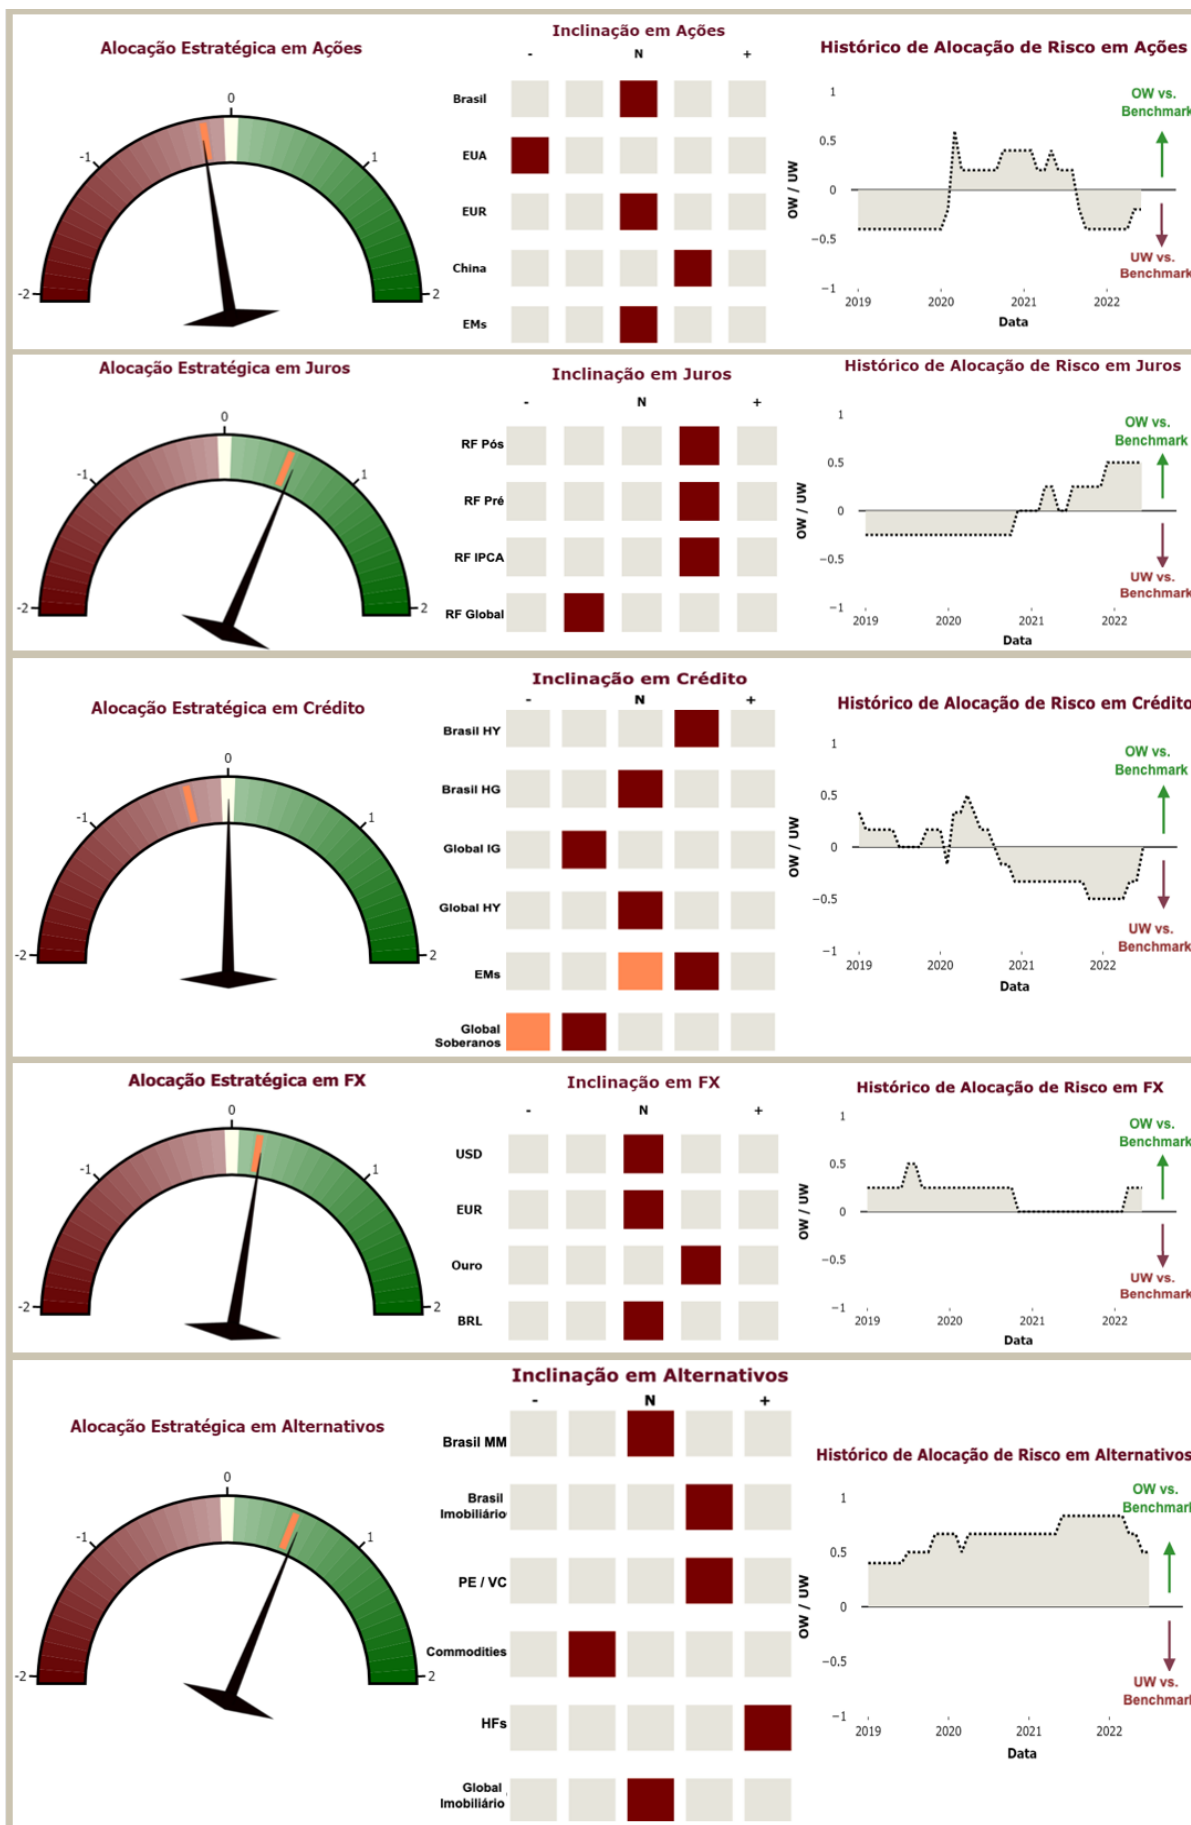 Alocação Estratégica em Ações
0
-1
1
-2
2
Inclinação em Ações
- N +
Brasil
EUA
EUR
China
EMs
Histórico de Alocação de Risco em Ações
OW / UW
1
0.5
0
−0.5
−1
2019 2020 2021 2022
Data
OW vs.
Benchmark
UW vs.
Benchmark
Alocação Estratégica em Juros
0
-1
1
-2
2
Inclinação em Juros
- N +
RF Pós
RF Pré
RF IPCA
RF Global
Histórico de Alocação de Risco em Juros
OW / UW
1
0.5
0
−0.5
−1
2019 2020 2021 2022
Data
OW vs.
Benchmark
UW vs.
Benchmark
Alocação Estratégica em Crédito
0
-1
1
-2
2
Inclinação em Crédito
- N +
Brasil HY
Brasil HG
Global IG
Global HY
EMs
Global
Soberanos
Histórico de Alocação de Risco em Crédito
OW / UW
1
0.5
0
−0.5
−1
2019 2020 2021 2022
Data
OW vs.
Benchmark
UW vs.
Benchmark
Alocação Estratégica em FX
0
-1
1
-2
2
Inclinação em FX
- N +
USD
EUR
Ouro
BRL
Histórico de Alocação de Risco em FX
OW / UW
1
0.5
0
−0.5
−1
2019 2020 2021 2022
Data
OW vs.
Benchmark
UW vs.
Benchmark
Alocação Estratégica em Alternativos
0
-1
1
-2
2
Inclinação em Alternativos
- N +
Brasil MM
Brasil
Imobiliário
PE / VC
Commodities
HFs
Global
Imobiliário
Histórico de Alocação de Risco em Alternativos
OW / UW
1
0.5
0
−0.5
−1
2019 2020 2021 2022
Data
OW vs.
Benchmark
UW vs.
Benchmark